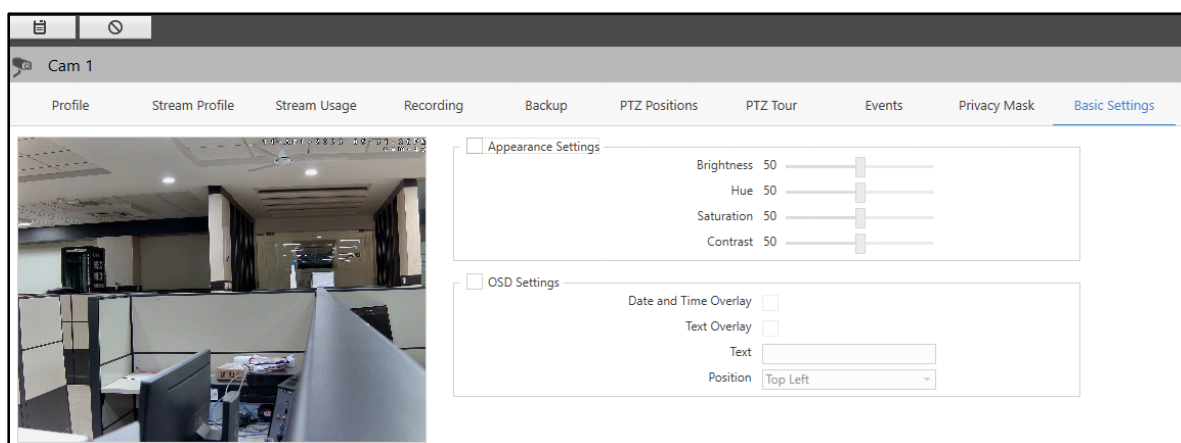 Cam 1
Profile Stream Profile Stream Usage Recording Backup PTZ Positions PTZ Tour Events Privacy Mask Basic Settings
Appearance Settings
Brightness 50
Hue 50
Saturation 50
Contrast 50
OSD Settings
Date and Time Overlay
Text Overlay
Text
Position Top Left